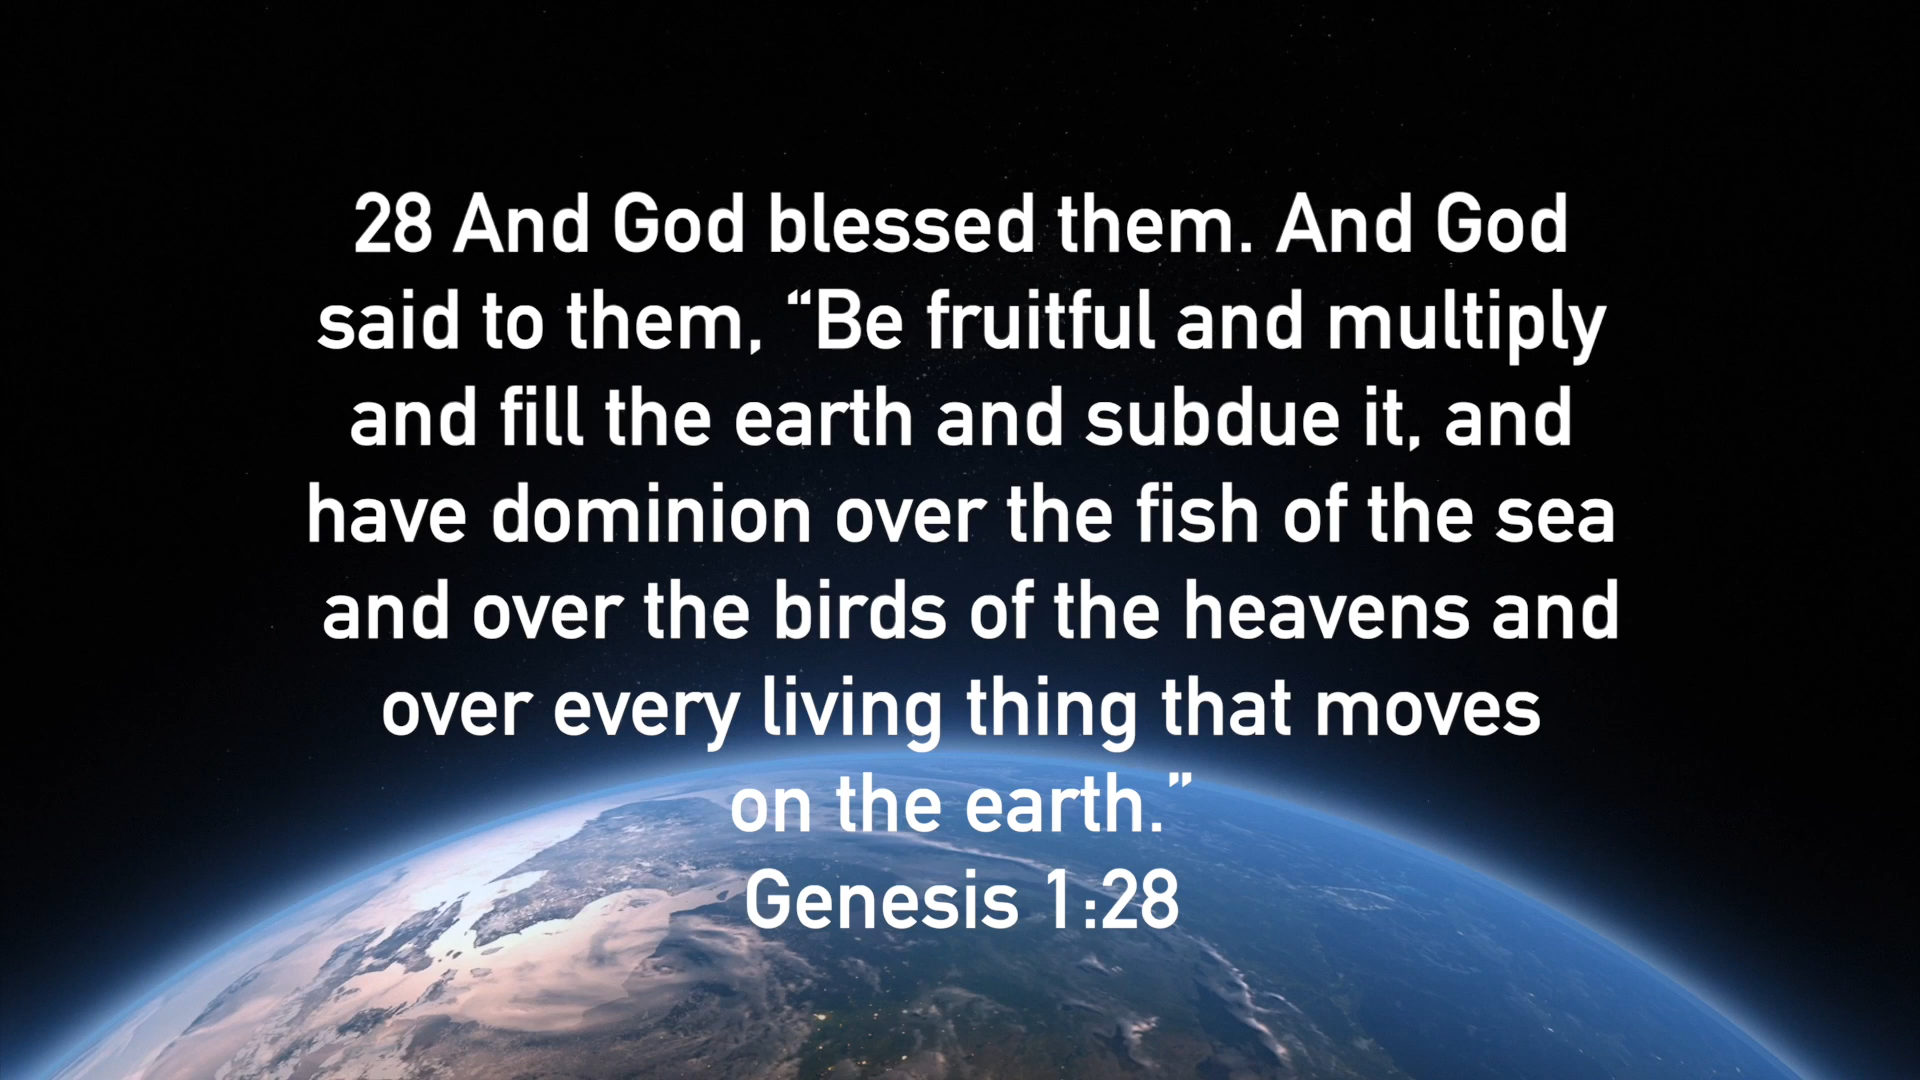 28 And God blessed them. And God
said to them, “Be fruitful and multiply
and fill the earth and subdue it, and
have dominion over the fish of the sea
and over the birds of the heavens and
over every living thing that moves
on the earth.”
Genesis 1:28